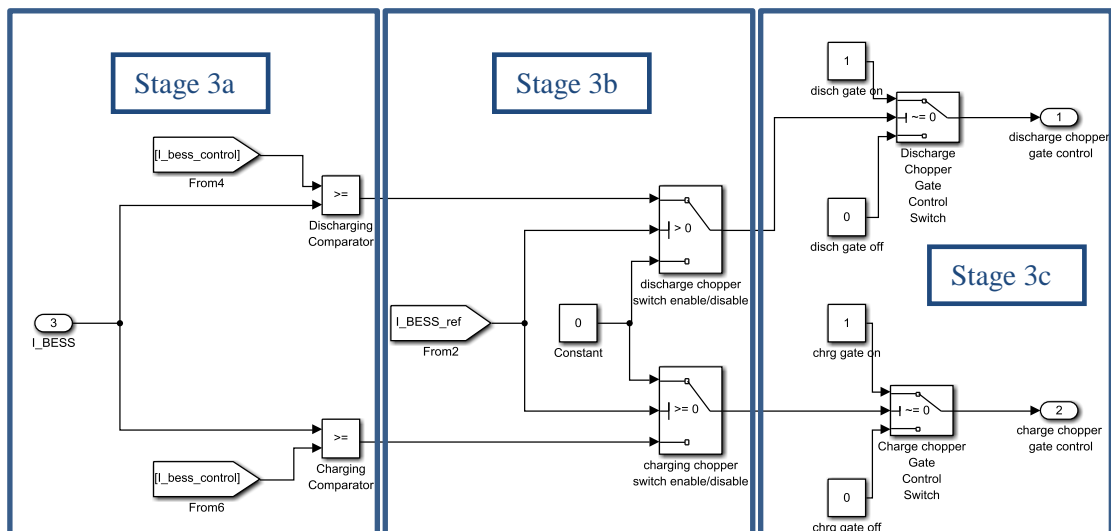 Stage 3a
[I_bess_control]
From4
>=
Discharging
Comparator
3
I_BESS
>=
Charging
Comparator
[I_bess_control]
From6
Stage 3b
> 0
discharge chopper
switch enable/disable
I_BESS_ref
From2
0
Constant
>= 0
charging chopper
switch enable/disable
1
disch gate on
~= 0
Discharge
Chopper
Gate
Control
Switch
1
discharge chopper
gate control
0
disch gate off
Stage 3c
1
chrg gate on
~= 0
Charge chopper
Gate
Control
Switch
2
charge chopper
gate control
0
chrg gate off